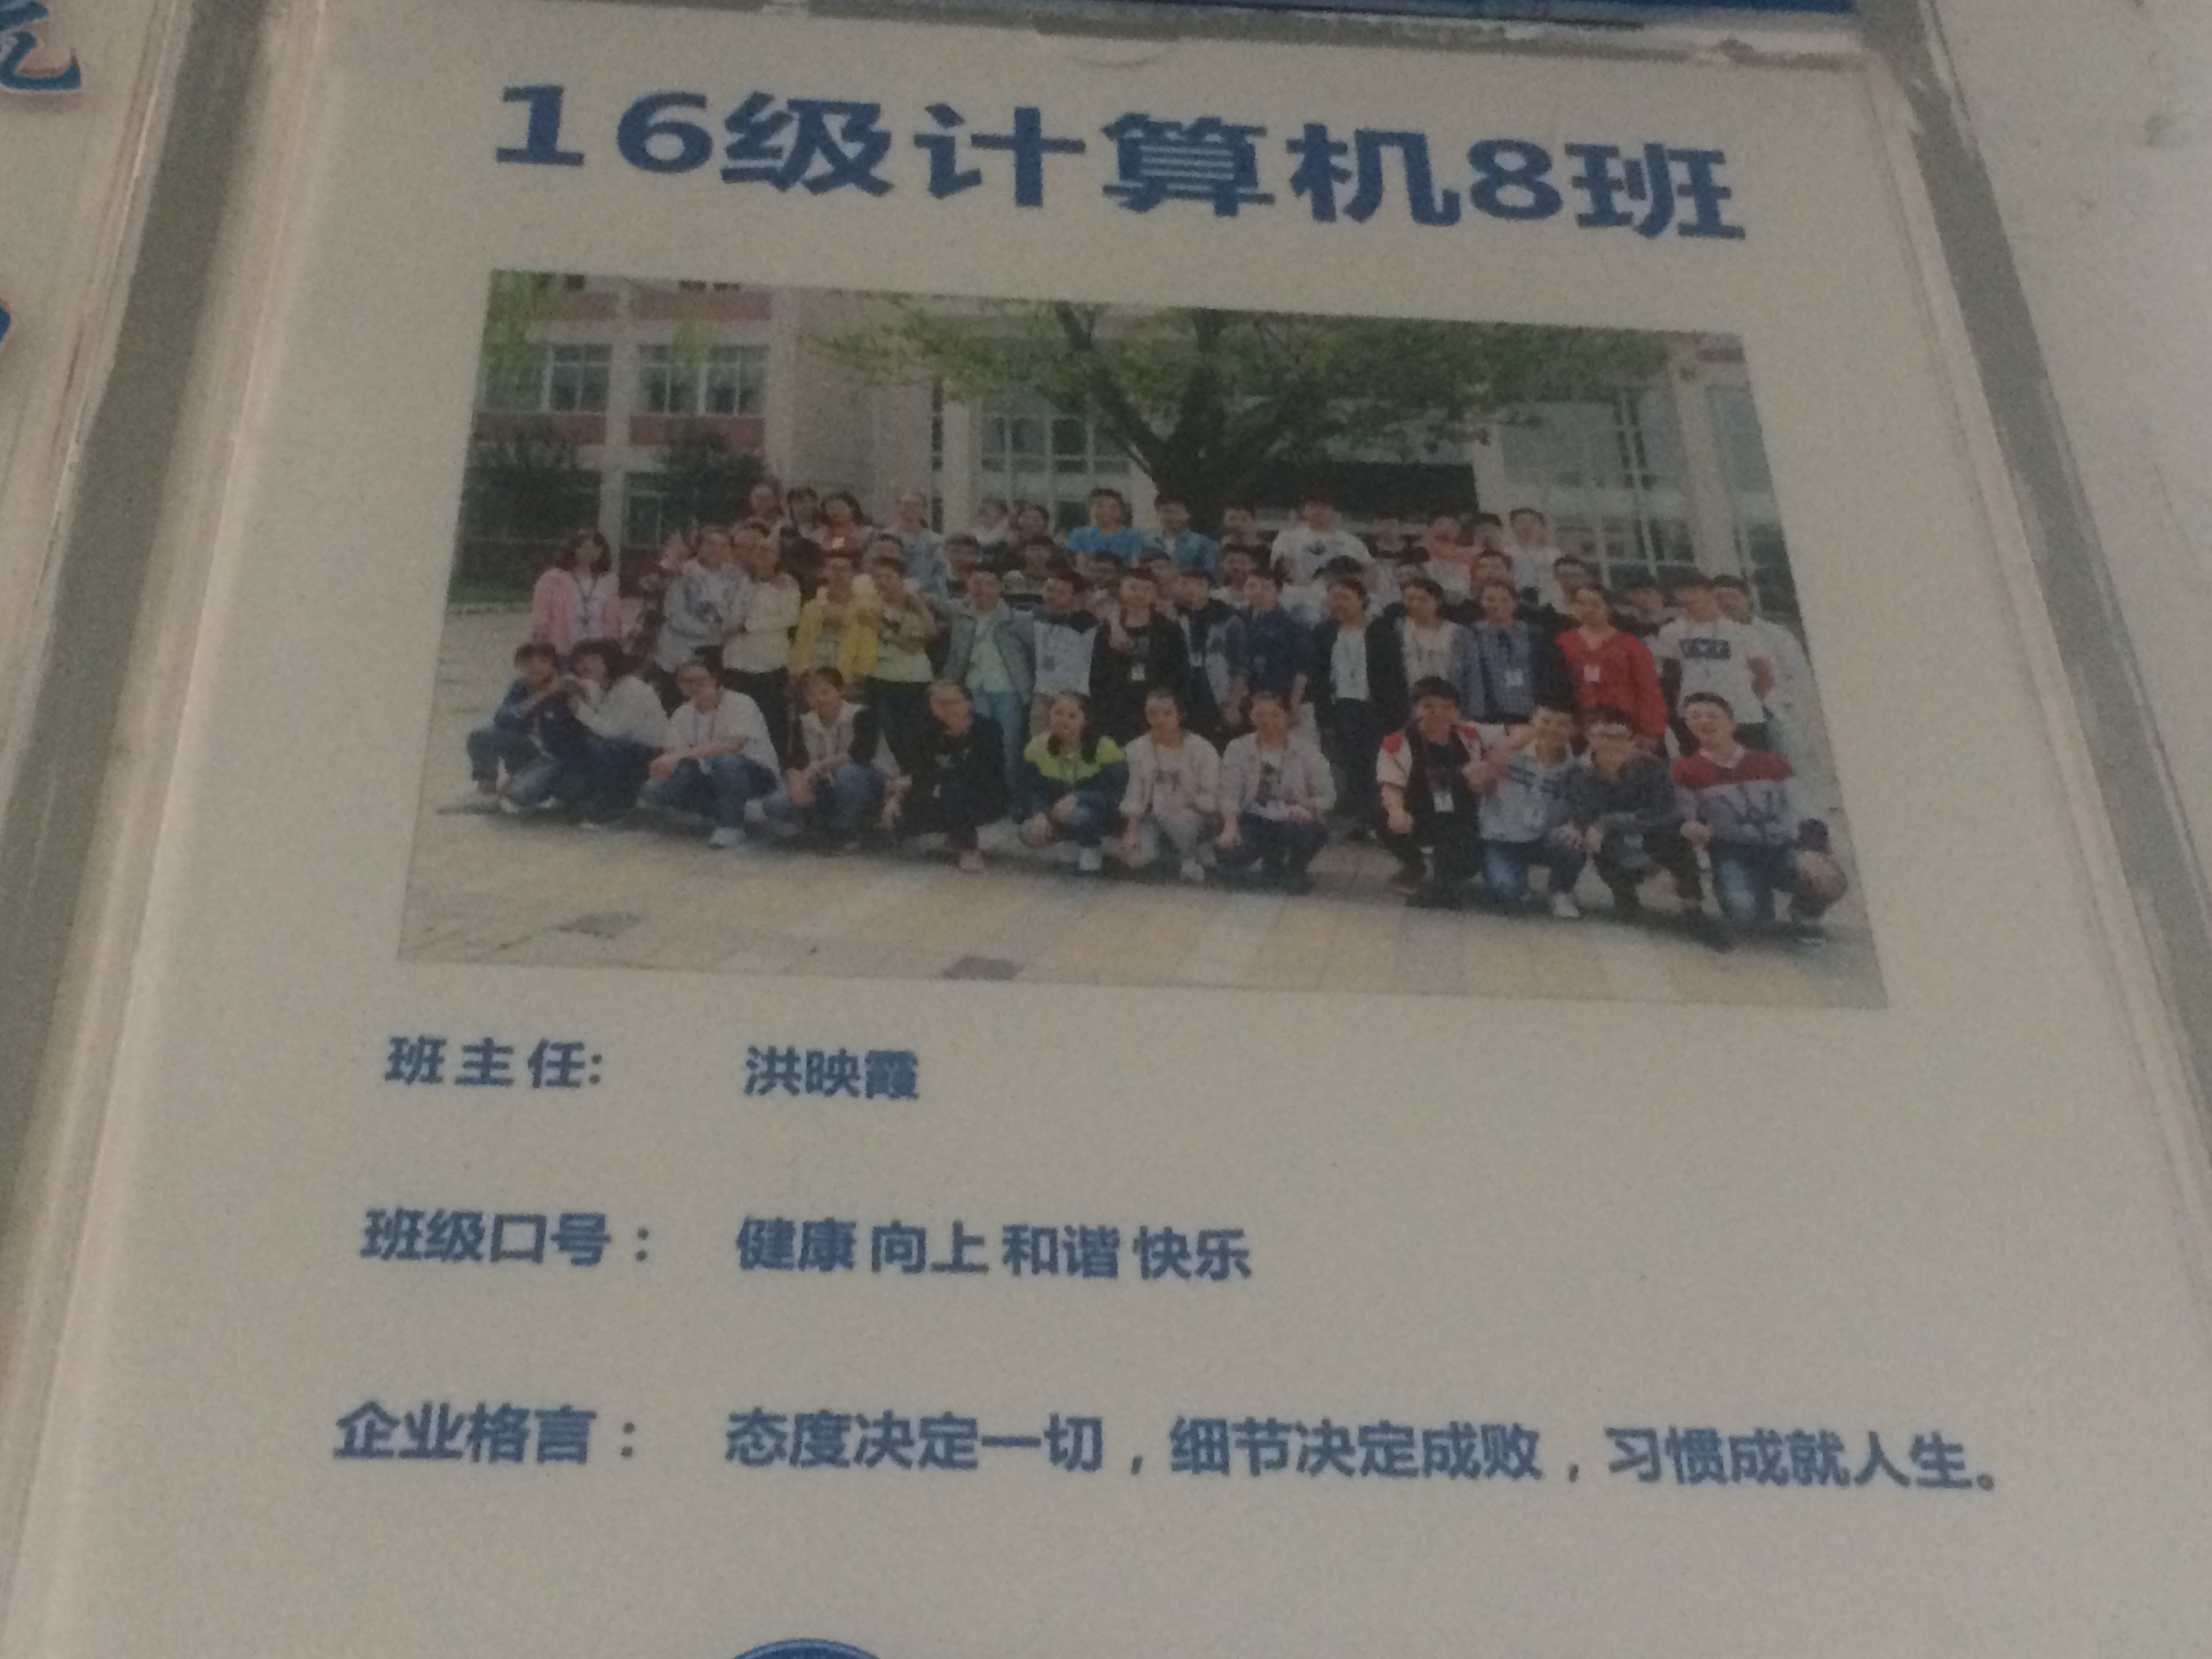 16级计算机8班
班主任: 洪映霞
班级口号： 健康 向上 和谐 快乐
企业格言： 态度决定一切，细节决定成败，习惯成就人生。